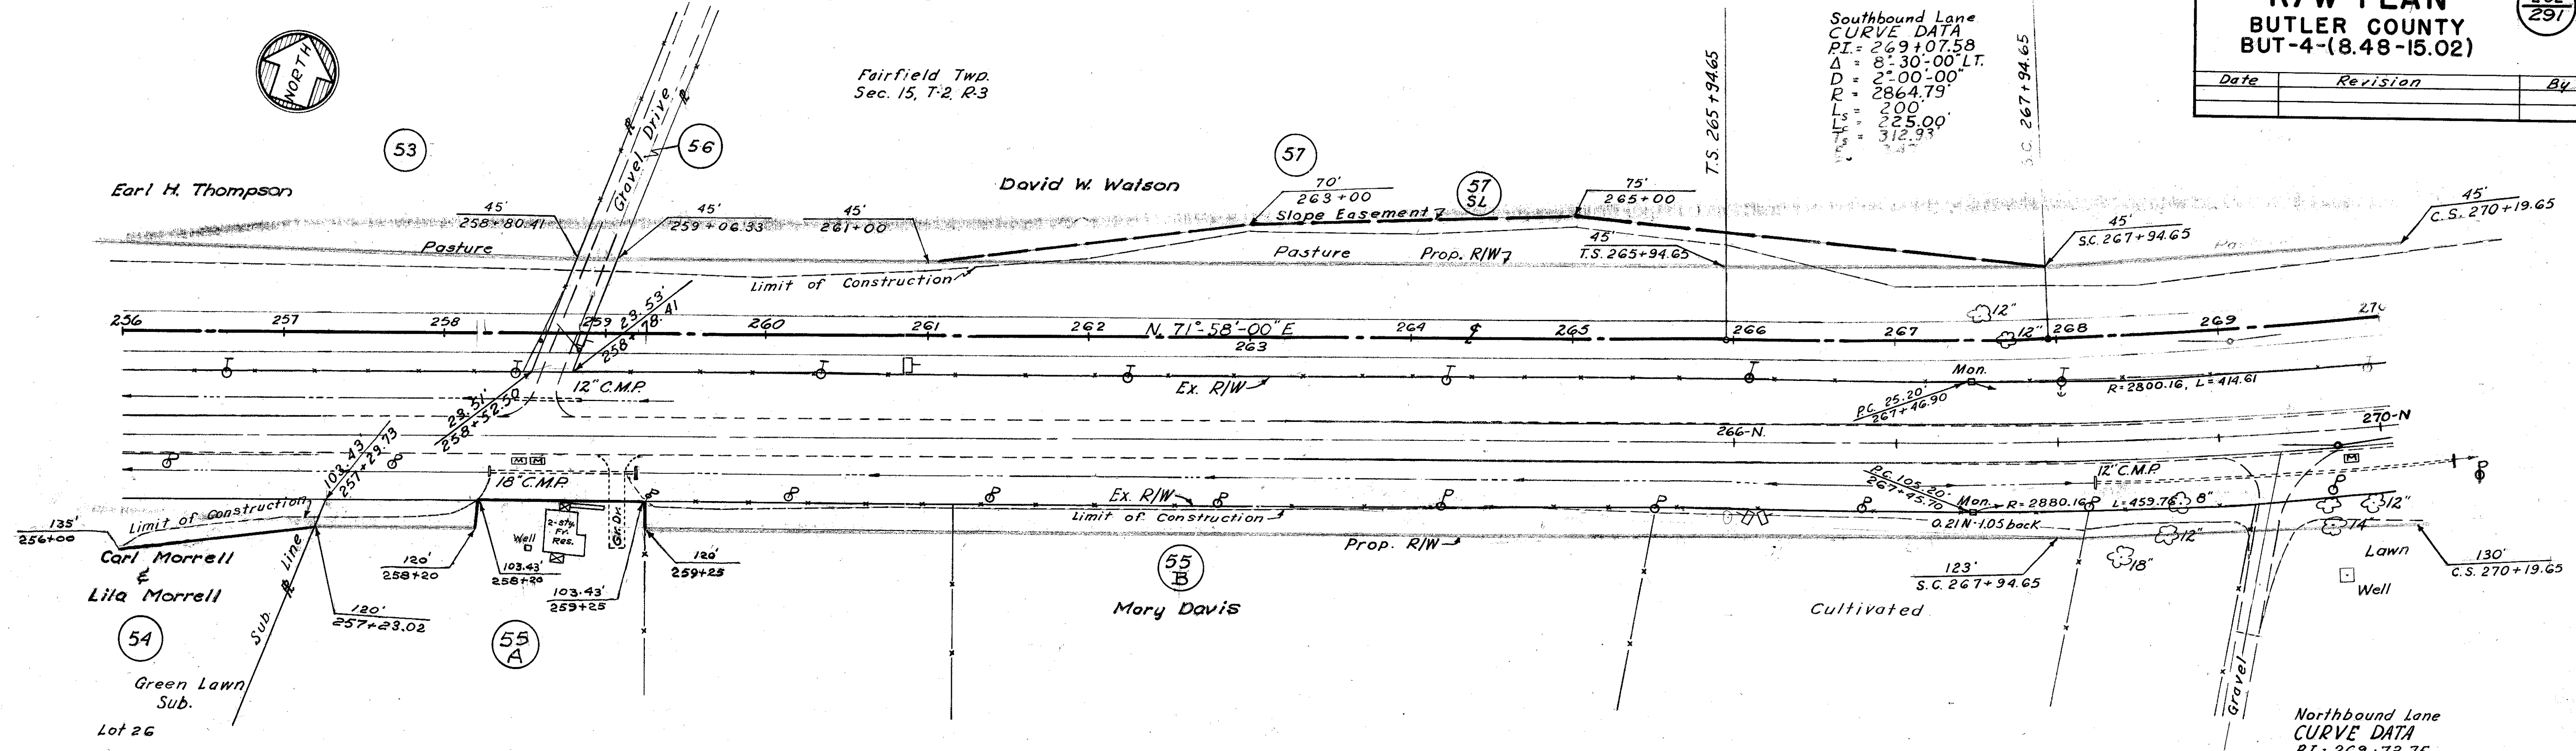 R/W PLAN
BUTLER COUNTY
BUT-4-(8.48-15.02)
291
Date Revision By
NORTH
Fairfield Twp.
Sec. 15, T-2, R-3
Southbound Lane
CURVE DATA
P.I. = 269+07.58
Δ = 8°-30'-00" LT.
D = 2°-00'-00"
R = 2864.79'
Ls = 200'
Lc = 225.00'
Ts = 312.93'
T.S. 265+94.65
S.C. 267+94.65
53
56
57
57
SL
Gravel Drive
Earl H. Thompson
David W. Watson
45'
258+80.41
45'
259+06.33
45'
261+00
70'
263+00
Slope Easement
75'
265+00
45'
T.S. 265+94.65
45'
S.C. 267+94.65
45'
C.S. 270+19.65
Pasture
Pasture
Prop. R/W
Limit of Construction
256 257 258 259 260 261 262 263 264 265 266 267 268 269
N. 71°-58'-00" E
℄
23.53'
258+78.41
12"
12"
12" C.M.P.
Ex. R/W
Mon.
P.C. 25.20'
267+46.90
R=2800.16, L=414.61
23.51'
258+52.50
266-N.
270-N
103.43'
257+29.73
18" C.M.P.
M M
12" C.M.P.
M
P.C. 105.20'
267+45.70
Mon.
R=2880.16
L=459.76
8"
12"
14"
Ex. R/W
Limit of Construction
0.21 N-1.05 back
Limit of Construction
135'
256+00
Carl Morrell
&
Lila Morrell
Sub. Line
2-Sty.
Fr.
Res.
Well
Gr. Dr.
120'
258+20
103.43'
258+20
103.43'
259+25
120'
259+25
120'
257+23.02
Prop. R/W
12"
18"
Lawn
Well
123'
S.C. 267+94.65
130'
C.S. 270+19.65
54
55
A
55
B
Mary Davis
Cultivated
Green Lawn
Sub.
Lot 26
Gravel
Northbound Lane
CURVE DATA